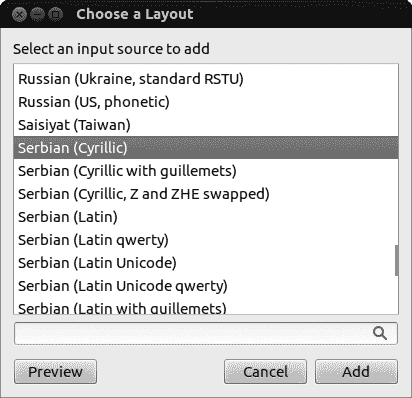 Choose a Layout
Select an input source to add
Russian (Ukraine, standard RSTU)
Russian (US, phonetic)
Saisiyat (Taiwan)
Serbian (Cyrillic)
Serbian (Cyrillic with guillemets)
Serbian (Cyrillic, Z and ZHE swapped)
Serbian (Latin)
Serbian (Latin qwerty)
Serbian (Latin Unicode)
Serbian (Latin Unicode qwerty)
Serbian (Latin with guillemets)
Preview Cancel Add